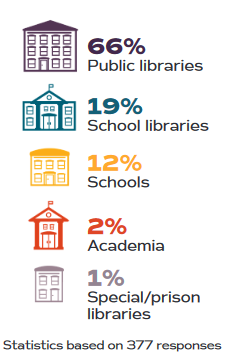 66%
Public libraries
19%
School libraries
12%
Schools
2%
Academia
1%
Special/prison
libraries
Statistics based on 377 responses